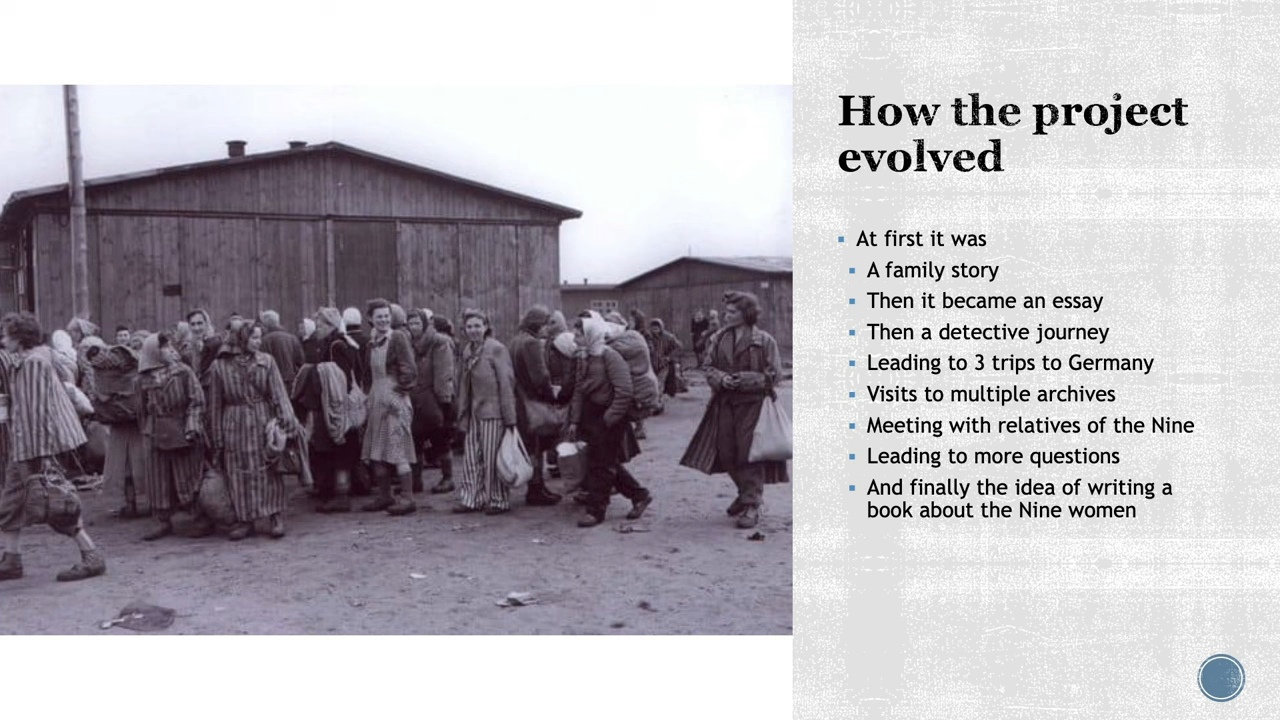 How the project
evolved
At first it was
A family story
Then it became an essay
Then a detective journey
Leading to 3 trips to Germany
Visits to multiple archives
Meeting with relatives of the Nine
Leading to more questions
And finally the idea of writing a
book about the Nine women